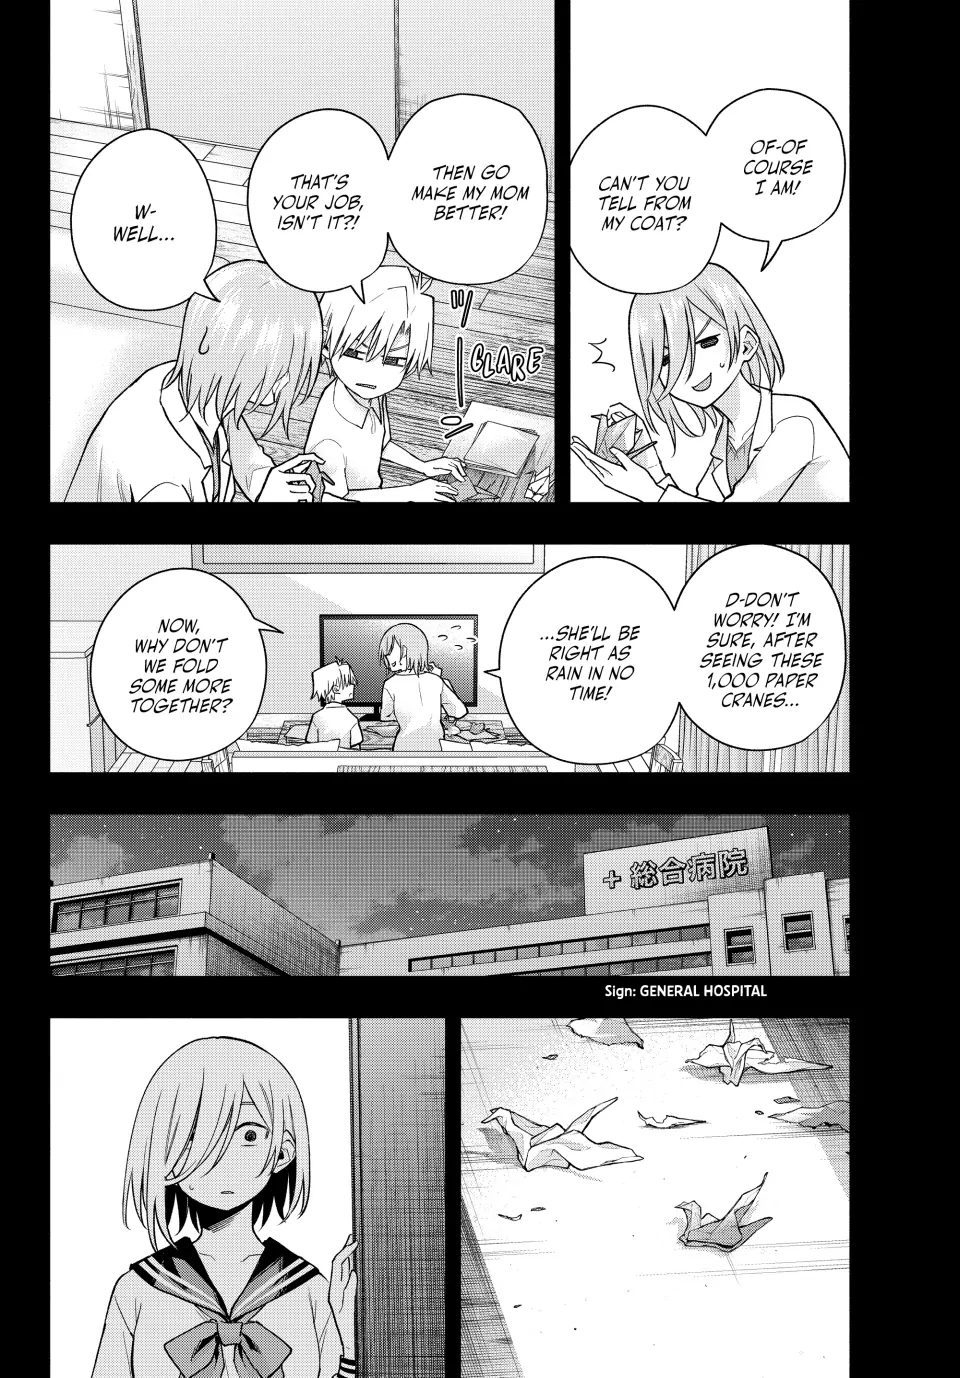 OF-OF
COURSE
I AM!
CAN'T YOU
TELL FROM
MY COAT?
THEN GO
MAKE MY MOM
BETTER!
THAT'S
YOUR JOB,
ISN'T IT?!
GLARE
W-
WELL...
D-DON'T
WORRY! I'M
SURE, AFTER
SEEING THESE
1,000 PAPER
CRANES...
...SHE'LL BE
RIGHT AS
RAIN IN NO
TIME!
NOW,
WHY DON'T
WE FOLD
SOME MORE
TOGETHER?
+ 総合病院
Sign: GENERAL HOSPITAL